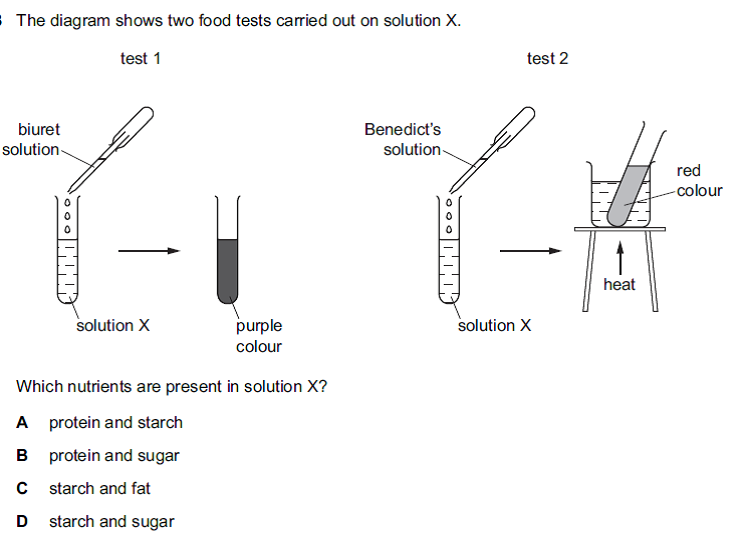 The diagram shows two food tests carried out on solution X.
test 1
test 2
biuret
solution
Benedict's
solution
red
colour
heat
solution X
purple
colour
solution X
Which nutrients are present in solution X?
A protein and starch
B protein and sugar
C starch and fat
D starch and sugar